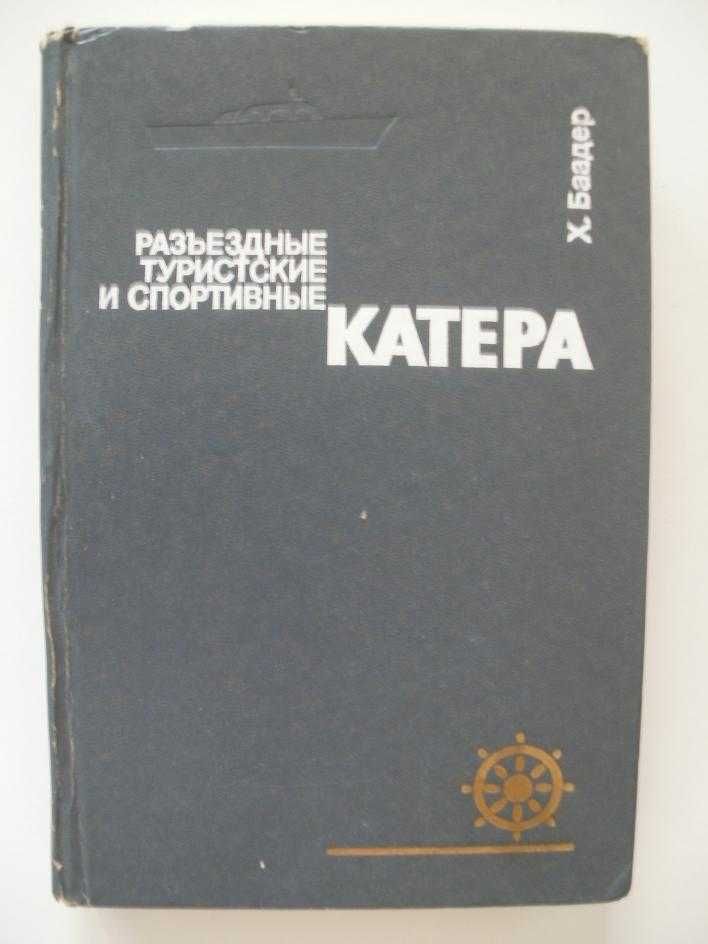 Х. Баадер
РАЗЪЕЗДНЫЕ
ТУРИСТСКИЕ
И СПОРТИВНЫЕ
КАТЕРА